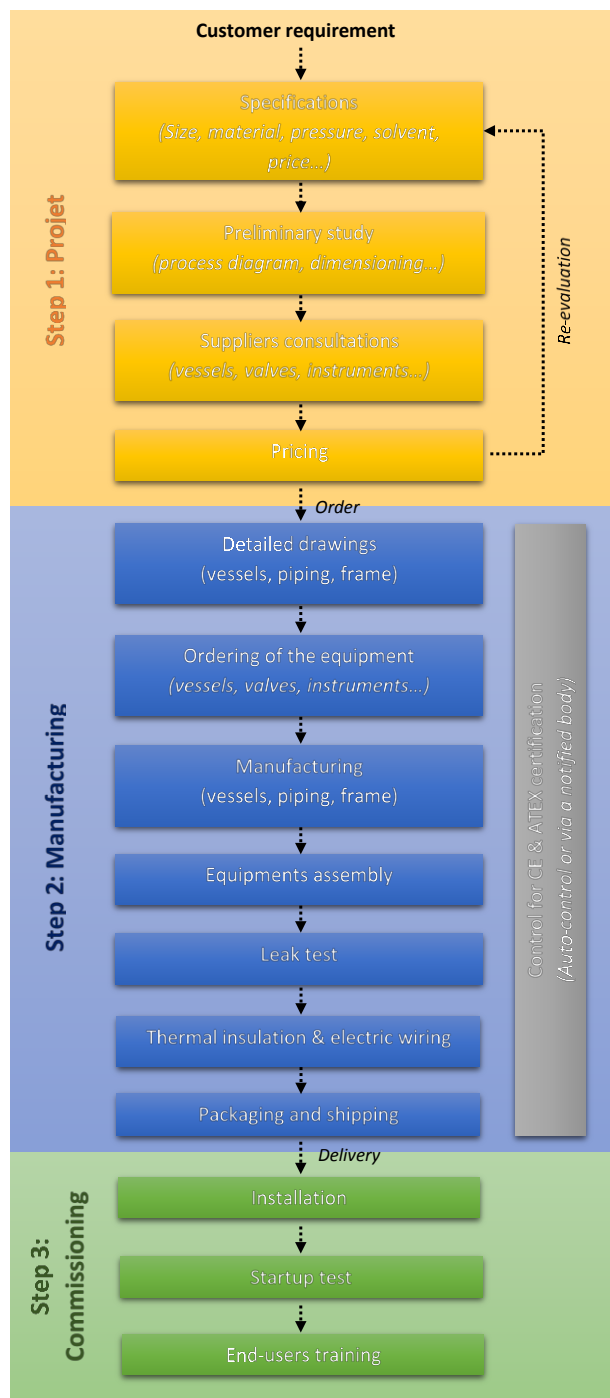 Customer requirement
Step 1: Projet
Specifications
(Size, material, pressure, solvent,
price...)
Preliminary study
(process diagram, dimensioning...)
Suppliers consultations
(vessels, valves, instruments...)
Pricing
Re-evaluation
Order
Step 2: Manufacturing
Detailed drawings
(vessels, piping, frame)
Ordering of the equipment
(vessels, valves, instruments...)
Manufacturing
(vessels, piping, frame)
Equipments assembly
Leak test
Thermal insulation & electric wiring
Packaging and shipping
Control for CE & ATEX certification
(Auto-control or via a notified body)
Delivery
Step 3:
Commissioning
Installation
Startup test
End-users training